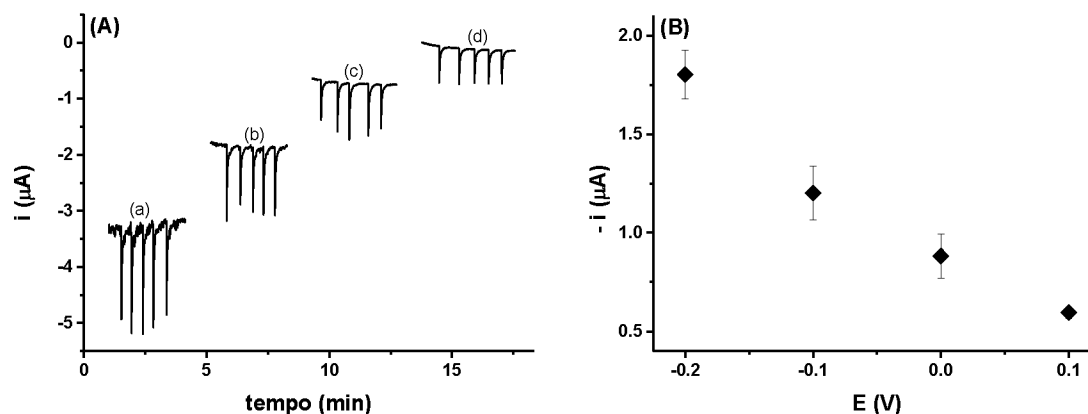 (A)
0
-1
-2
-3
-4
-5
i (μA)
(a)
(b)
(c)
(d)
0
5
10
15
tempo (min)
(B)
2.0
1.5
1.0
0.5
- i (μA)
-0.2
-0.1
0.0
0.1
E (V)